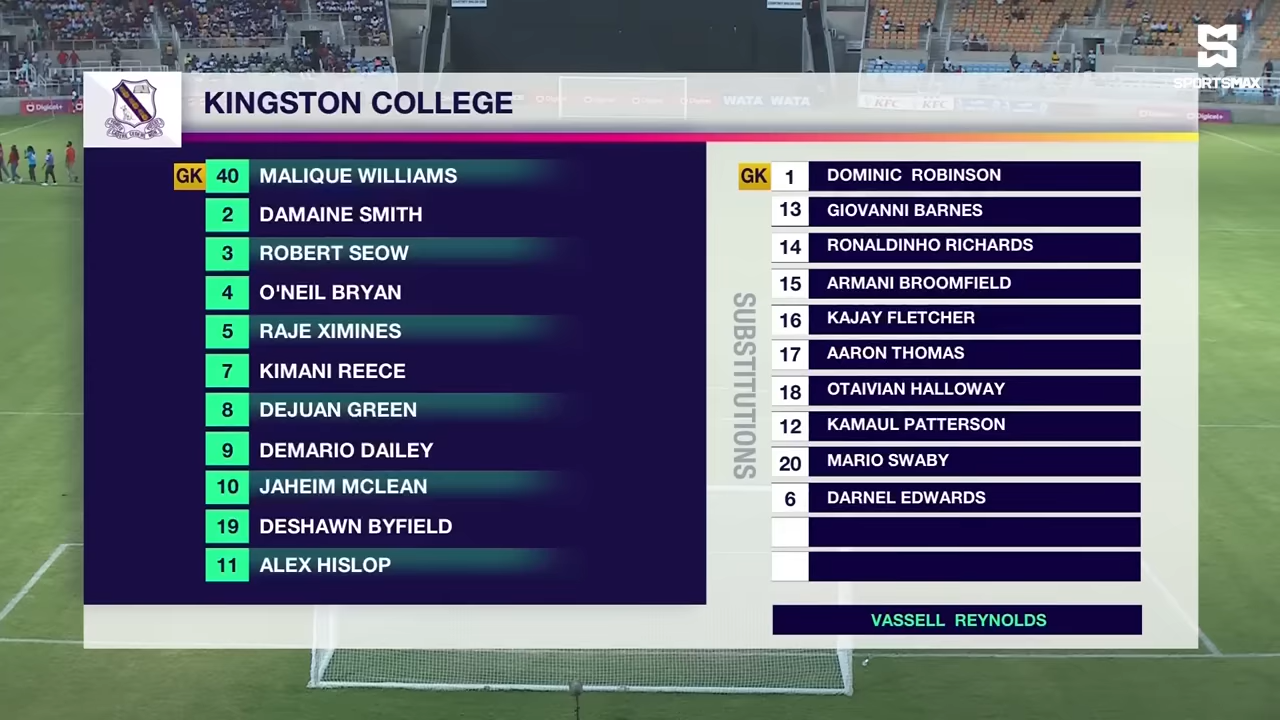 SPORTSMAX
KINGSTON COLLEGE
GK 40 MALIQUE WILLIAMS
2 DAMAINE SMITH
3 ROBERT SEOW
4 O'NEIL BRYAN
5 RAJE XIMINES
7 KIMANI REECE
8 DEJUAN GREEN
9 DEMARIO DAILEY
10 JAHEIM MCLEAN
19 DESHAWN BYFIELD
11 ALEX HISLOP
SUBSTITUTIONS
GK 1 DOMINIC ROBINSON
13 GIOVANNI BARNES
14 RONALDINHO RICHARDS
15 ARMANI BROOMFIELD
16 KAJAY FLETCHER
17 AARON THOMAS
18 OTAIVIAN HALLOWAY
12 KAMAUL PATTERSON
20 MARIO SWABY
6 DARNEL EDWARDS
VASSELL REYNOLDS
Digicel+
WATA WATA
KFC KFC
Digicel+